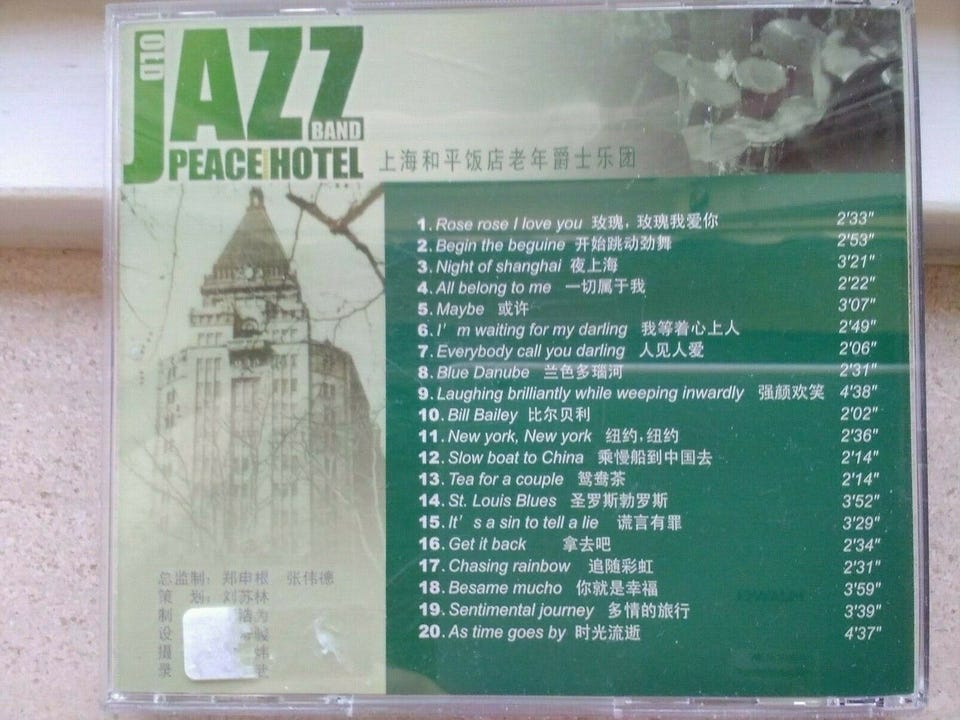 OLD
JAZZ
BAND
PEACE HOTEL 上海和平饭店老年爵士乐团
1. Rose rose I love you 玫瑰，玫瑰我爱你 2'33"
2. Begin the beguine 开始跳动劲舞 2'53"
3. Night of shanghai 夜上海 3'21"
4. All belong to me 一切属于我 2'22"
5. Maybe 或许 3'07"
6. I' m waiting for my darling 我等着心上人 2'49"
7. Everybody call you darling 人见人爱 2'06"
8. Blue Danube 兰色多瑙河 2'31"
9. Laughing brilliantly while weeping inwardly 强颜欢笑 4'38"
10. Bill Bailey 比尔贝利 2'02"
11. New york, New york 纽约，纽约 2'36"
12. Slow boat to China 乘慢船到中国去 2'14"
13. Tea for a couple 鸳鸯茶 2'14"
14. St. Louis Blues 圣罗斯勃罗斯 3'52"
15. It' s a sin to tell a lie 谎言有罪 3'29"
16. Get it back 拿去吧 2'34"
17. Chasing rainbow 追随彩虹 2'31"
18. Besame mucho 你就是幸福 3'59"
19. Sentimental journey 多情的旅行 3'39"
20. As time goes by 时光流逝 4'37"
总监制：郑申根 张伟德
策 划：刘苏林
制 浩为
设
摄
录